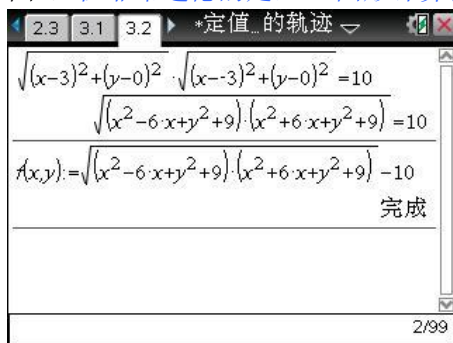 2.3 3.1 3.2 *定值_的轨迹
√((x-3)²+(y-0)²)·√((x--3)²+(y-0)²)=10
√((x²-6·x+y²+9)·(x²+6·x+y²+9))=10
f(x,y):=√((x²-6·x+y²+9)·(x²+6·x+y²+9))-10
完成
2/99